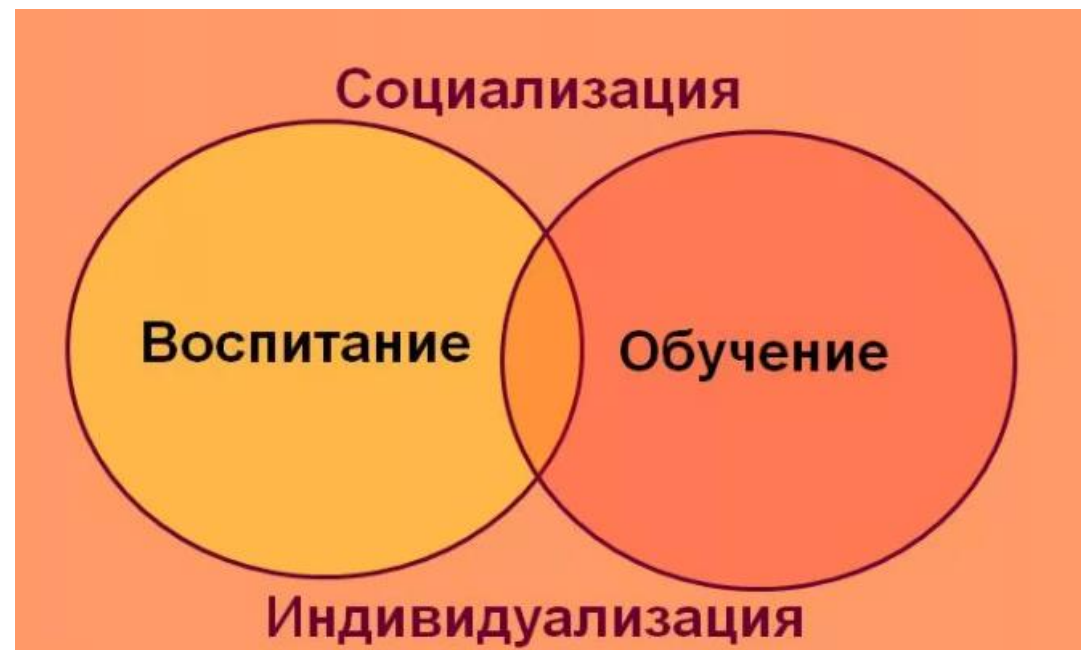 Социализация
Воспитание
Обучение
Индивидуализация